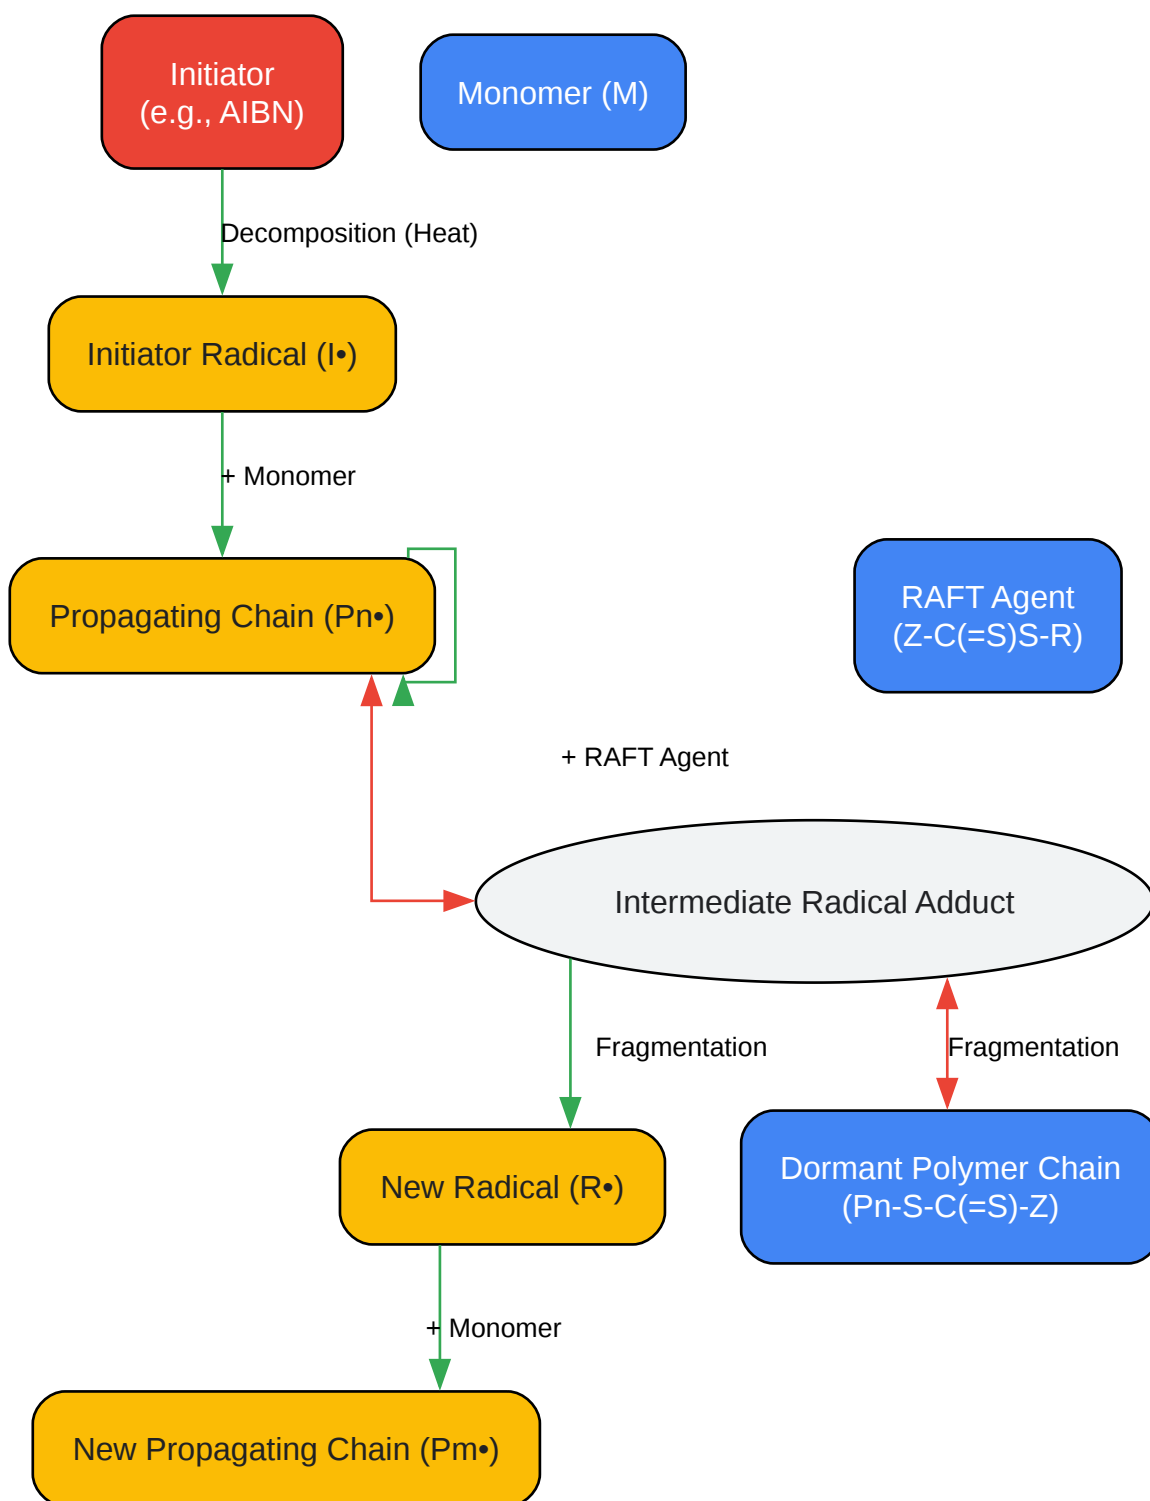 Initiator
(e.g., AIBN)
Monomer (M)
Decomposition (Heat)
Initiator Radical (I•)
+ Monomer
Propagating Chain (Pn•)
RAFT Agent
(Z-C(=S)S-R)
+ RAFT Agent
Intermediate Radical Adduct
Fragmentation
Fragmentation
New Radical (R•)
Dormant Polymer Chain
(Pn-S-C(=S)-Z)
+ Monomer
New Propagating Chain (Pm•)